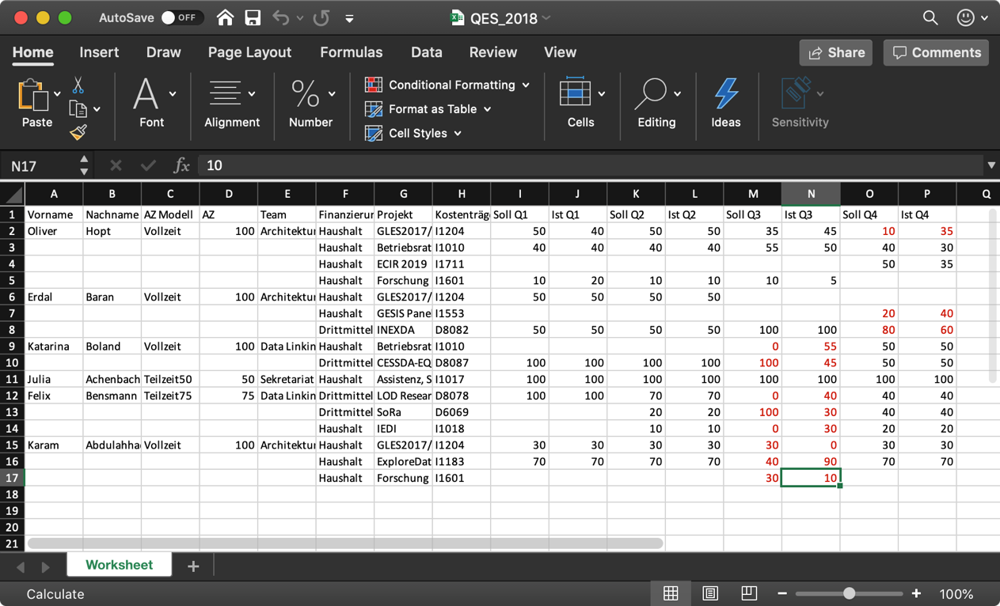 AutoSave OFF QES_2018
Home Insert Draw Page Layout Formulas Data Review View Share Comments
Paste Font Alignment Number Conditional Formatting Format as Table Cell Styles Cells Editing Ideas Sensitivity
N17 fx 10
A B C D E F G H I J K L M N O P Q
1 Vorname Nachname AZ Modell AZ Team Finanzierun Projekt Kostenträge Soll Q1 Ist Q1 Soll Q2 Ist Q2 Soll Q3 Ist Q3 Soll Q4 Ist Q4
2 Oliver Hopt Vollzeit 100 Architektur Haushalt GLES2017/ I1204 50 40 50 50 35 45 10 35
3 Haushalt Betriebsrat I1010 40 40 40 40 55 50 40 30
4 Haushalt ECIR 2019 I1711 50 35
5 Haushalt Forschung I1601 10 20 10 10 10 5
6 Erdal Baran Vollzeit 100 Architektur Haushalt GLES2017/ I1204 50 50 50 50
7 Haushalt GESIS Pane I1553 20 40
8 Drittmittel INEXDA D8082 50 50 50 50 100 100 80 60
9 Katarina Boland Vollzeit 100 Data Linkin Haushalt Betriebsrat I1010 0 55 50 50
10 Drittmittel CESSDA-EQ D8087 100 100 100 100 100 45 50 50
11 Julia Achenbach Teilzeit50 50 Sekretariat Haushalt Assistenz, S I1017 100 100 100 100 100 100 100 100
12 Felix Bensmann Teilzeit75 75 Data Linkin Drittmittel LOD Resear D8078 100 100 70 70 0 40 40 40
13 Drittmittel SoRa D6069 20 20 100 30 40 40
14 Haushalt IEDI I1018 10 10 0 30 20 20
15 Karam Abdulahha Vollzeit 100 Architektur Haushalt GLES2017/ I1204 30 30 30 30 30 0 30 30
16 Haushalt ExploreDat I1183 70 70 70 70 40 90 70 70
17 Haushalt Forschung I1601 30 10
18
19
20
21
Worksheet
Calculate 100%